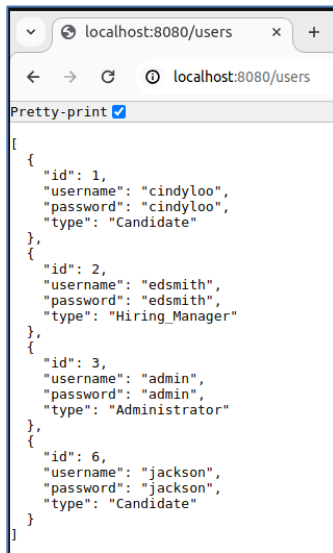 localhost:8080/users
localhost:8080/users
Pretty-print
[
  {
    "id": 1,
    "username": "cindyloo",
    "password": "cindyloo",
    "type": "Candidate"
  },
  {
    "id": 2,
    "username": "edsmith",
    "password": "edsmith",
    "type": "Hiring_Manager"
  },
  {
    "id": 3,
    "username": "admin",
    "password": "admin",
    "type": "Administrator"
  },
  {
    "id": 6,
    "username": "jackson",
    "password": "jackson",
    "type": "Candidate"
  }
]